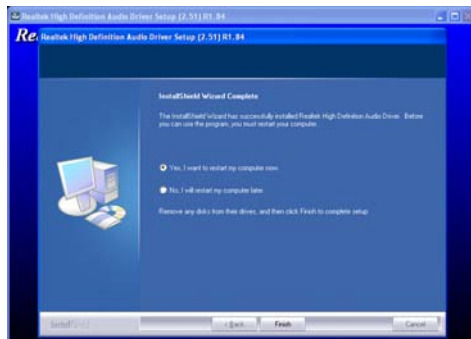 Realtek High Definition Audio Driver Setup (2.51) R1.84
Re
Realtek High Definition Audio Driver Setup (2.51) R1.84
InstallShield Wizard Complete
The InstallShield Wizard has successfully installed Realtek High Definition Audio Driver. Before
you can use the program, you must restart your computer.
Yes, I want to restart my computer now.
No, I will restart my computer later.
Remove any disks from their drives, and then click Finish to complete setup.
InstallShield
< Back
Finish
Cancel